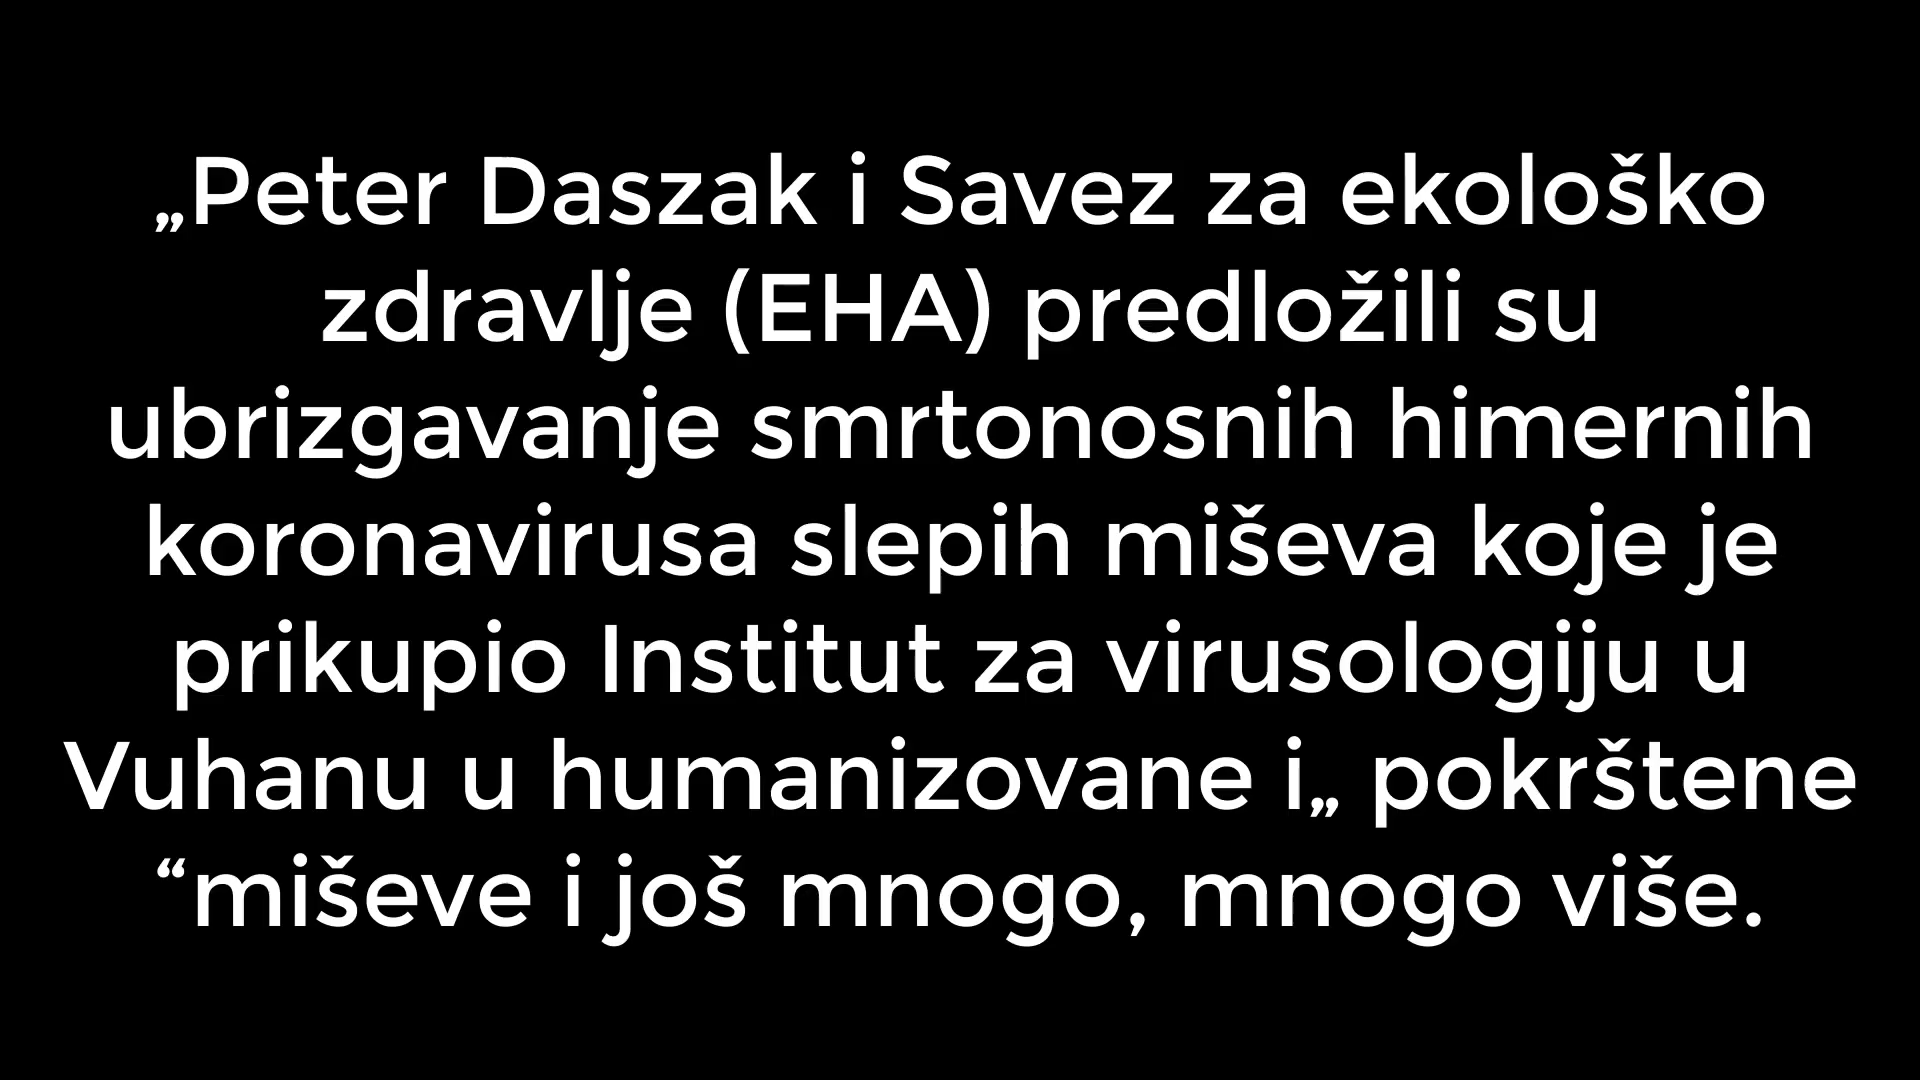 „Peter Daszak i Savez za ekološko
zdravlje (EHA) predložili su
ubrizgavanje smrtonosnih himernih
koronavirusa slepih miševa koje je
prikupio Institut za virusologiju u
Vuhanu u humanizovane i„ pokrštene
“miševe i još mnogo, mnogo više.